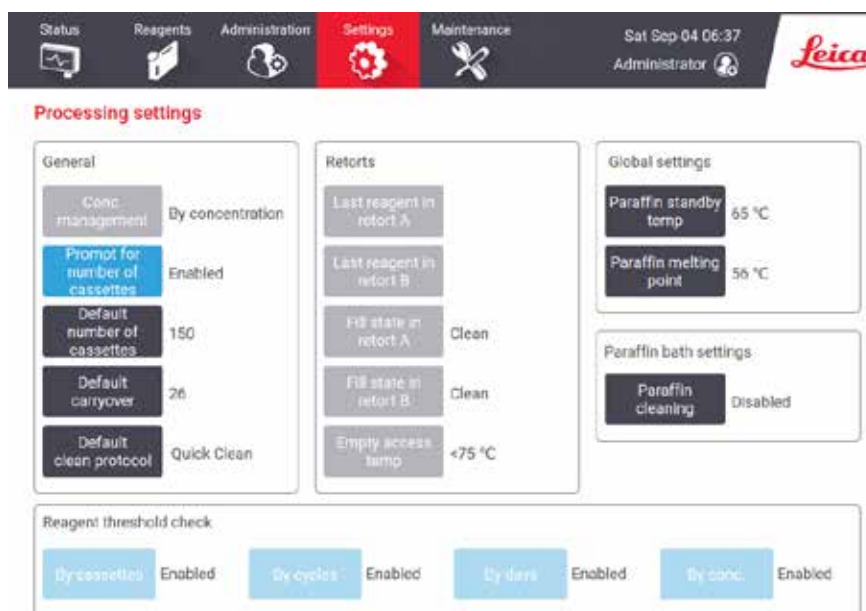 Status Reagents Administration Settings Maintenance
Sat Sep 04 06:37
Administrator
Leica
Processing settings
General
Conc. management By concentration
Prompt for number of cassettes Enabled
Default number of cassettes 150
Default carryover 26
Default clean protocol Quick Clean
Retorts
Last reagent in retort A
Last reagent in retort B
Fill state in retort A Clean
Fill state in retort B Clean
Empty access temp <75 °C
Global settings
Paraffin standby temp 65 °C
Paraffin melting point 56 °C
Paraffin bath settings
Paraffin cleaning Disabled
Reagent threshold check
By cassettes Enabled By cycles Enabled By days Enabled By conc. Enabled